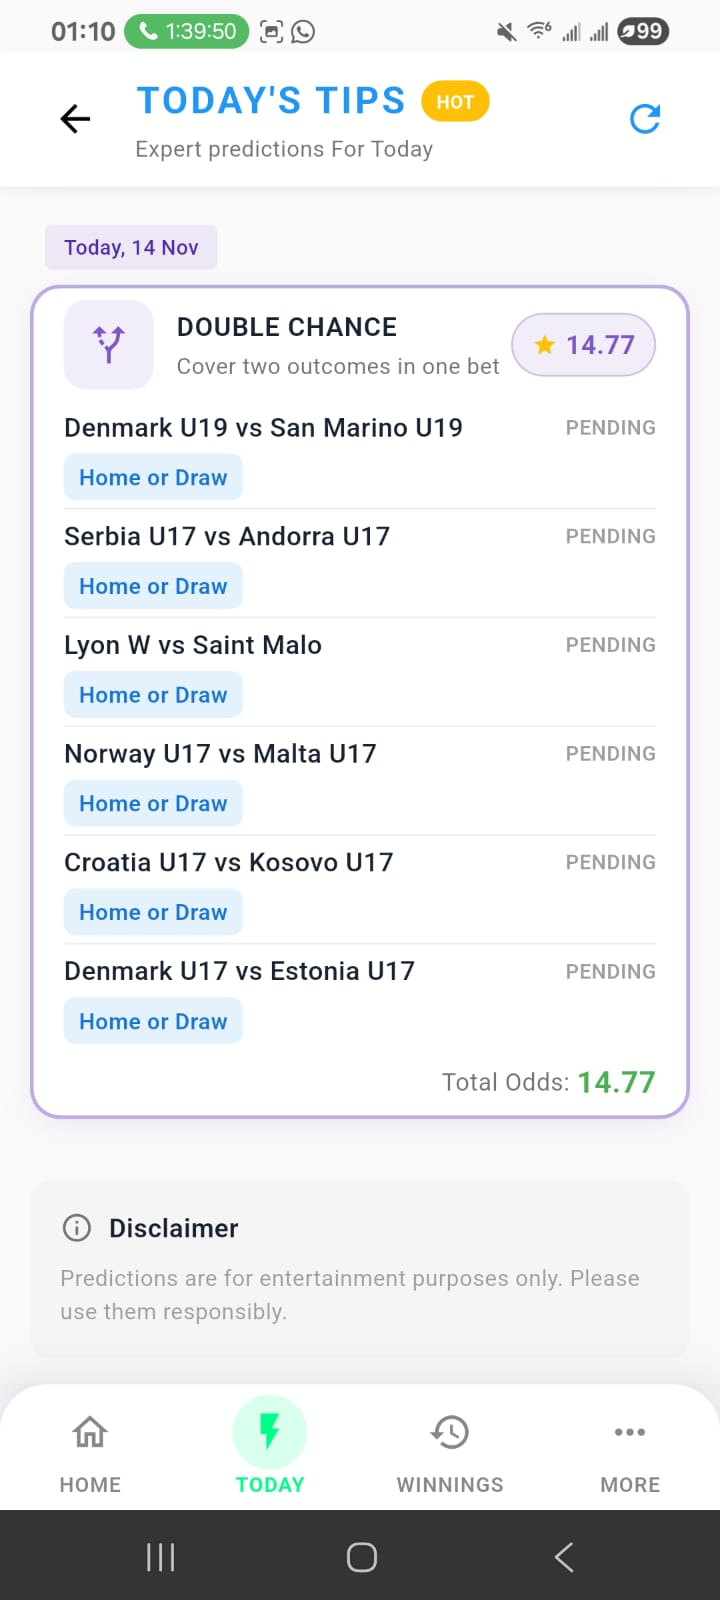 01:10 1:39:50 99
TODAY'S TIPS HOT
Expert predictions For Today
Today, 14 Nov
DOUBLE CHANCE
Cover two outcomes in one bet
14.77
Denmark U19 vs San Marino U19 PENDING
Home or Draw
Serbia U17 vs Andorra U17 PENDING
Home or Draw
Lyon W vs Saint Malo PENDING
Home or Draw
Norway U17 vs Malta U17 PENDING
Home or Draw
Croatia U17 vs Kosovo U17 PENDING
Home or Draw
Denmark U17 vs Estonia U17 PENDING
Home or Draw
Total Odds: 14.77
Disclaimer
Predictions are for entertainment purposes only. Please
use them responsibly.
HOME TODAY WINNINGS MORE